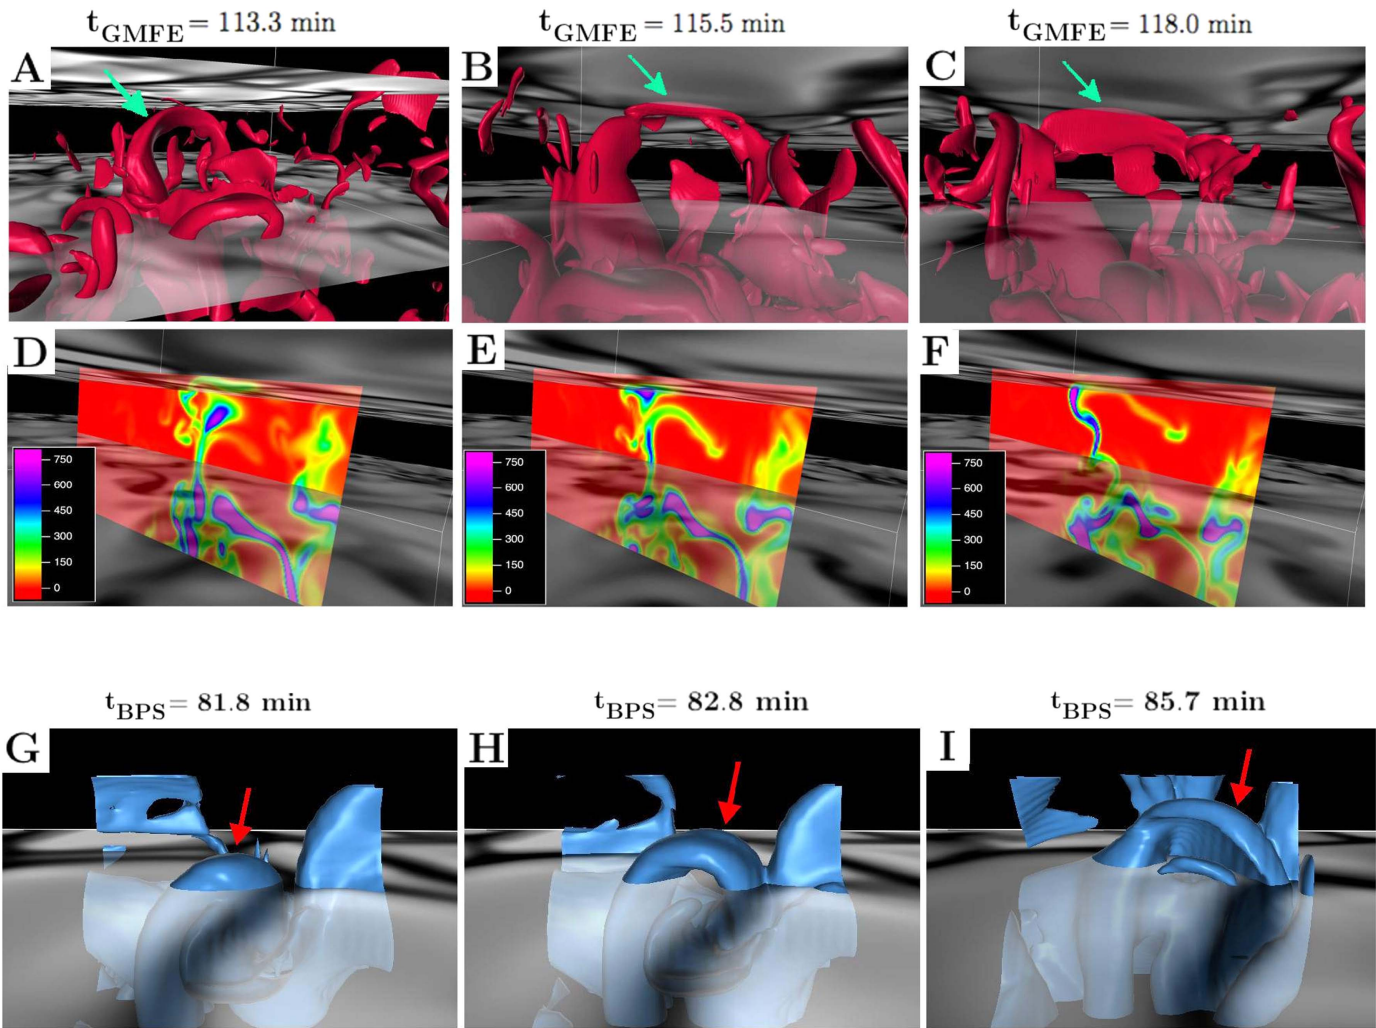 t_GMFE = 113.3 min
t_GMFE = 115.5 min
t_GMFE = 118.0 min
A
B
C
D
E
F
750
600
450
300
150
0
750
600
450
300
150
0
750
600
450
300
150
0
t_BPS = 81.8 min
t_BPS = 82.8 min
t_BPS = 85.7 min
G
H
I